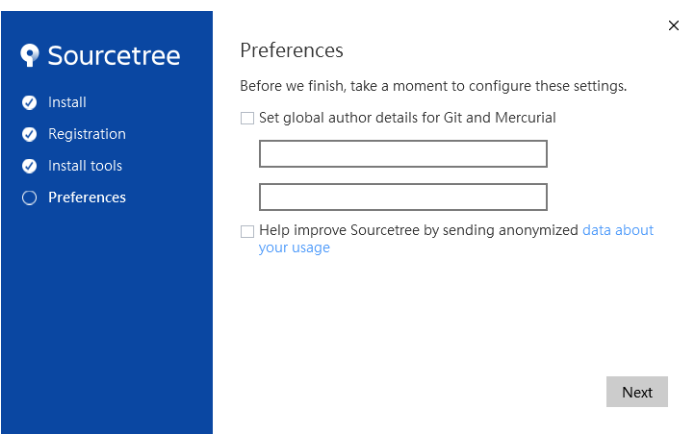 Sourcetree
Install
Registration
Install tools
Preferences
Preferences
Before we finish, take a moment to configure these settings.
Set global author details for Git and Mercurial
Help improve Sourcetree by sending anonymized data about
your usage
Next